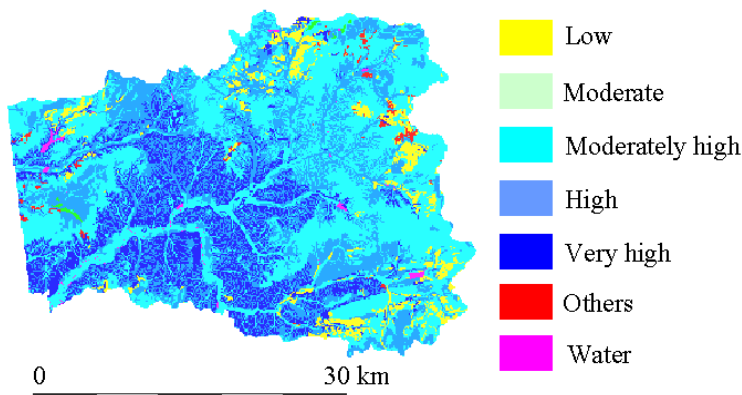 Low
Moderate
Moderately high
High
Very high
Others
Water
0 30 km